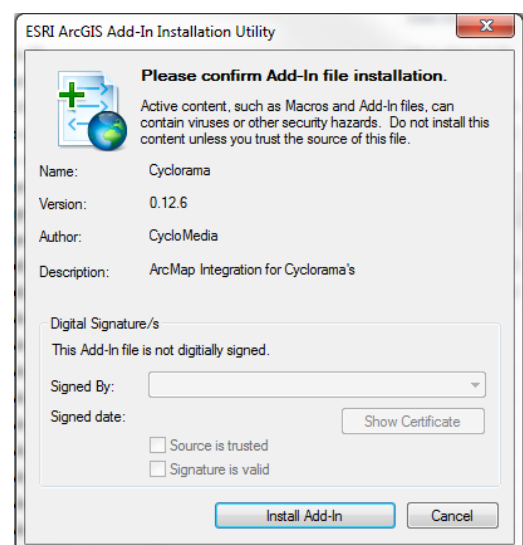 ESRI ArcGIS Add-In Installation Utility
Please confirm Add-In file installation.
Active content, such as Macros and Add-In files, can
contain viruses or other security hazards. Do not install this
content unless you trust the source of this file.
Name: Cyclorama
Version: 0.12.6
Author: CycloMedia
Description: ArcMap Integration for Cyclorama's
Digital Signature/s
This Add-In file is not digitially signed.
Signed By:
Signed date:
Show Certificate
Source is trusted
Signature is valid
Install Add-In Cancel